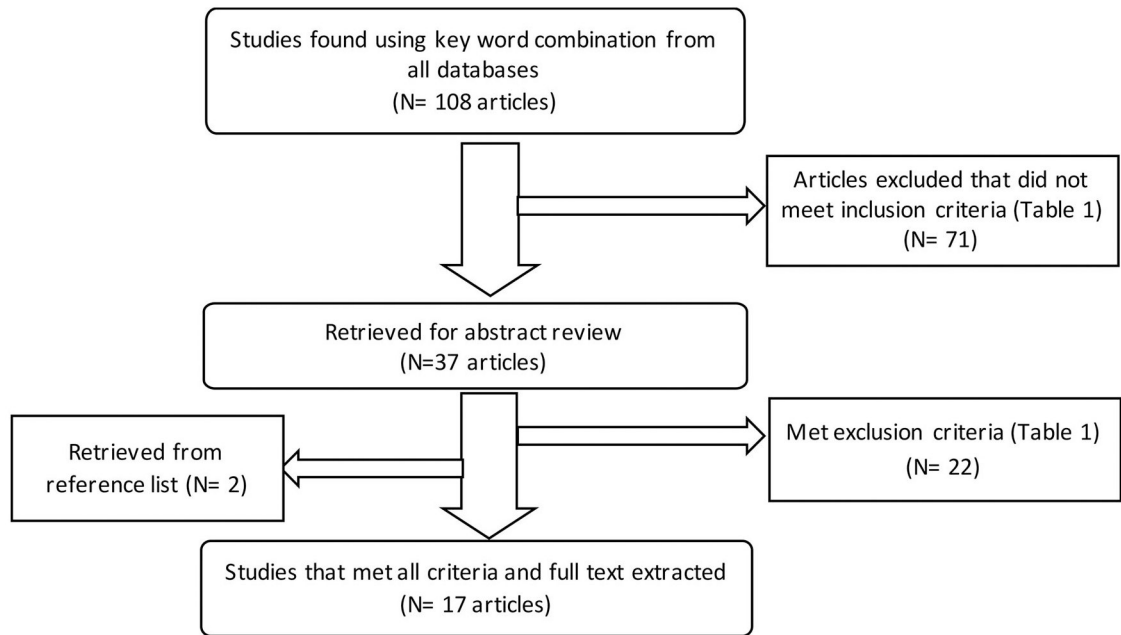 Studies found using key word combination from
all databases
(N= 108 articles)
Articles excluded that did not
meet inclusion criteria (Table 1)
(N= 71)
Retrieved for abstract review
(N=37 articles)
Retrieved from
reference list (N= 2)
Met exclusion criteria (Table 1)
(N= 22)
Studies that met all criteria and full text extracted
(N= 17 articles)